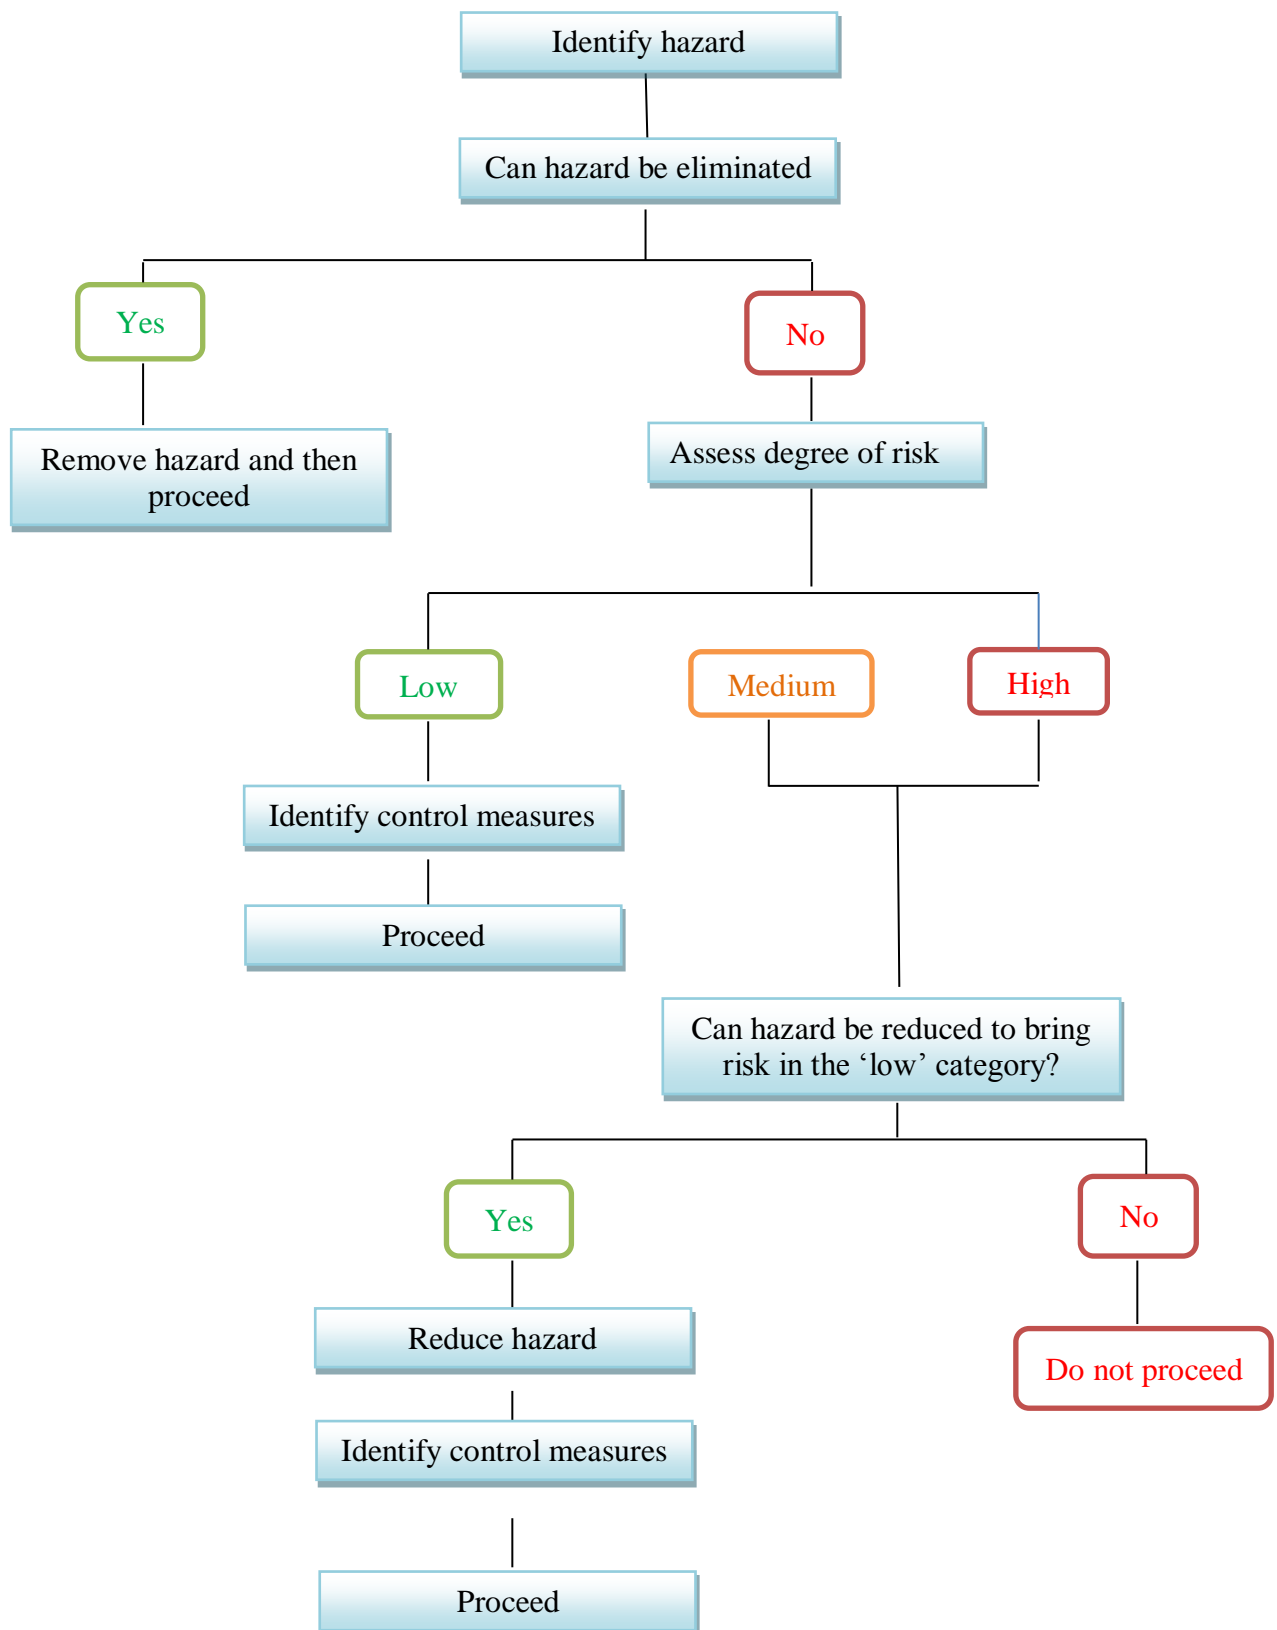 Identify hazard
Can hazard be eliminated
Yes
No
Remove hazard and then
proceed
Assess degree of risk
Low
Medium
High
Identify control measures
Proceed
Can hazard be reduced to bring
risk in the ‘low’ category?
Yes
No
Reduce hazard
Do not proceed
Identify control measures
Proceed